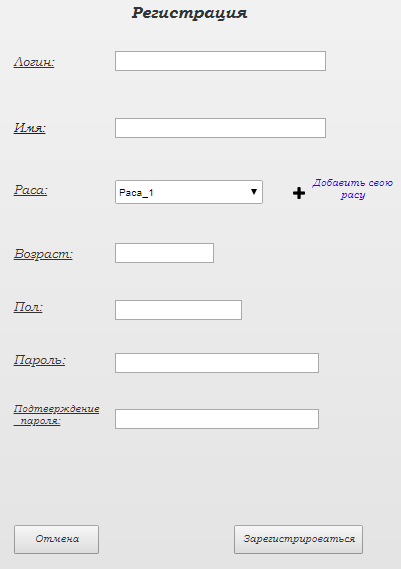 Регистрация
Логин:
Имя:
Раса:
Раса_1
Добавить свою
расу
Возраст:
Пол:
Пароль:
Подтверждение
пароля:
Отмена
Зарегистрироваться